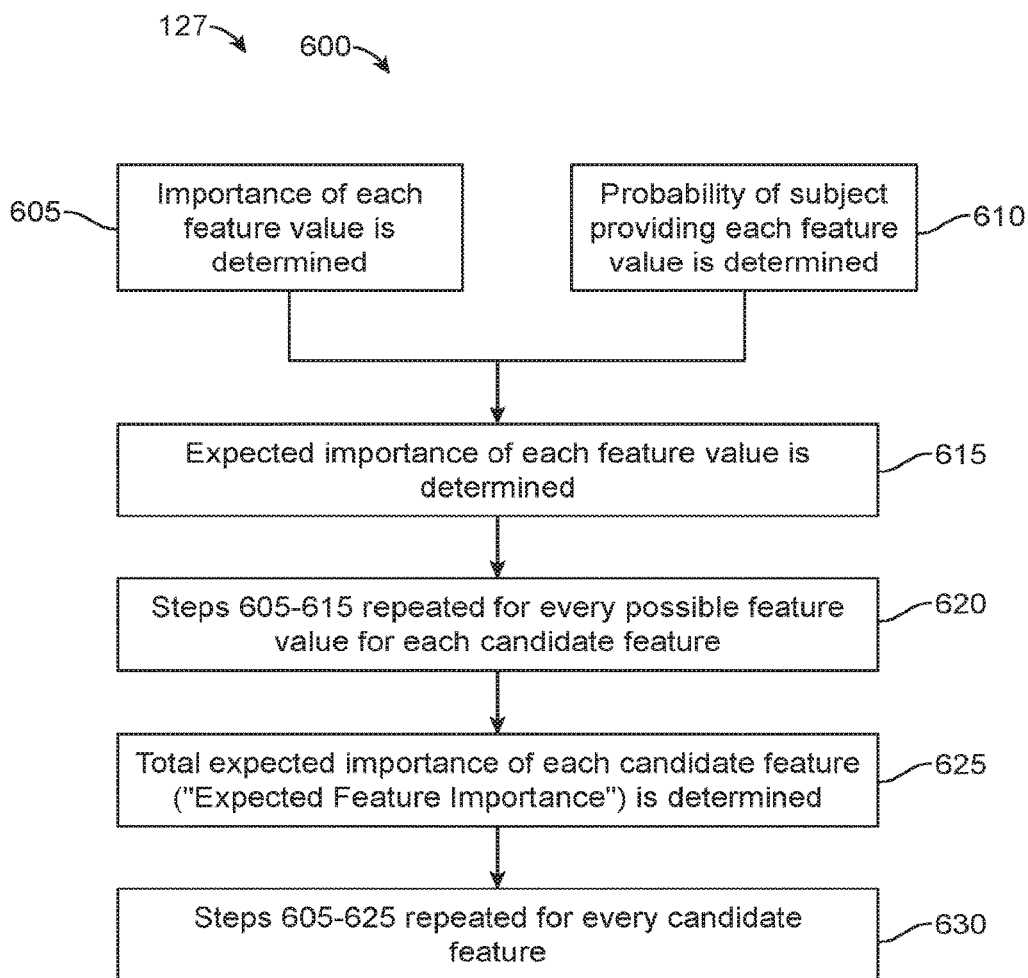 127
600
605
Importance of each
feature value is
determined
Probability of subject
providing each feature
value is determined
610
Expected importance of each feature value is
determined
615
Steps 605-615 repeated for every possible feature
value for each candidate feature
620
Total expected importance of each candidate feature
("Expected Feature Importance") is determined
625
Steps 605-625 repeated for every candidate
feature
630